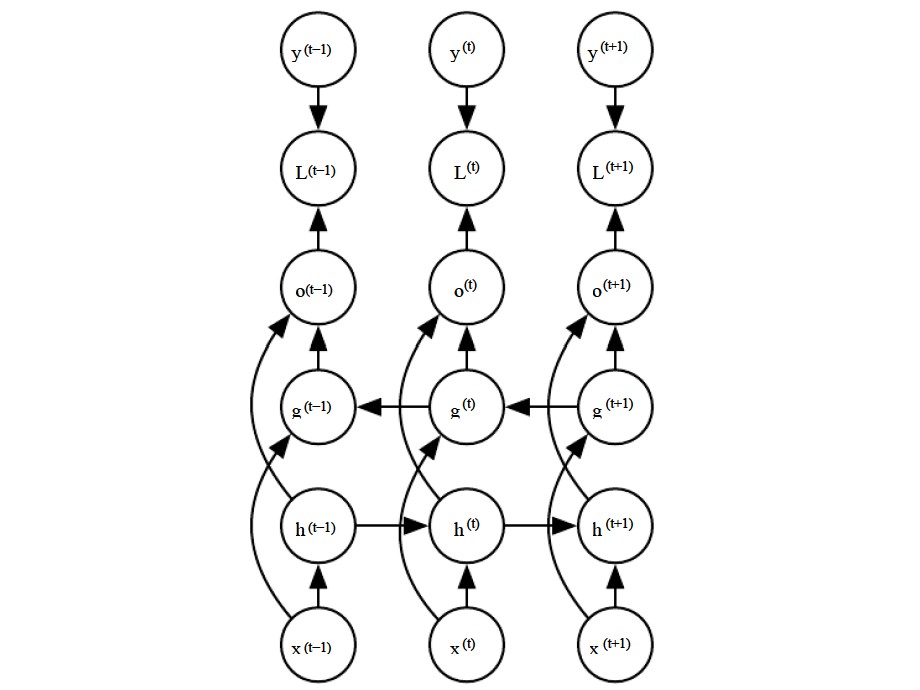 y(t−1) y(t) y(t+1)
L(t−1) L(t) L(t+1)
o(t−1) o(t) o(t+1)
g(t−1) g(t) g(t+1)
h(t−1) h(t) h(t+1)
x(t−1) x(t) x(t+1)